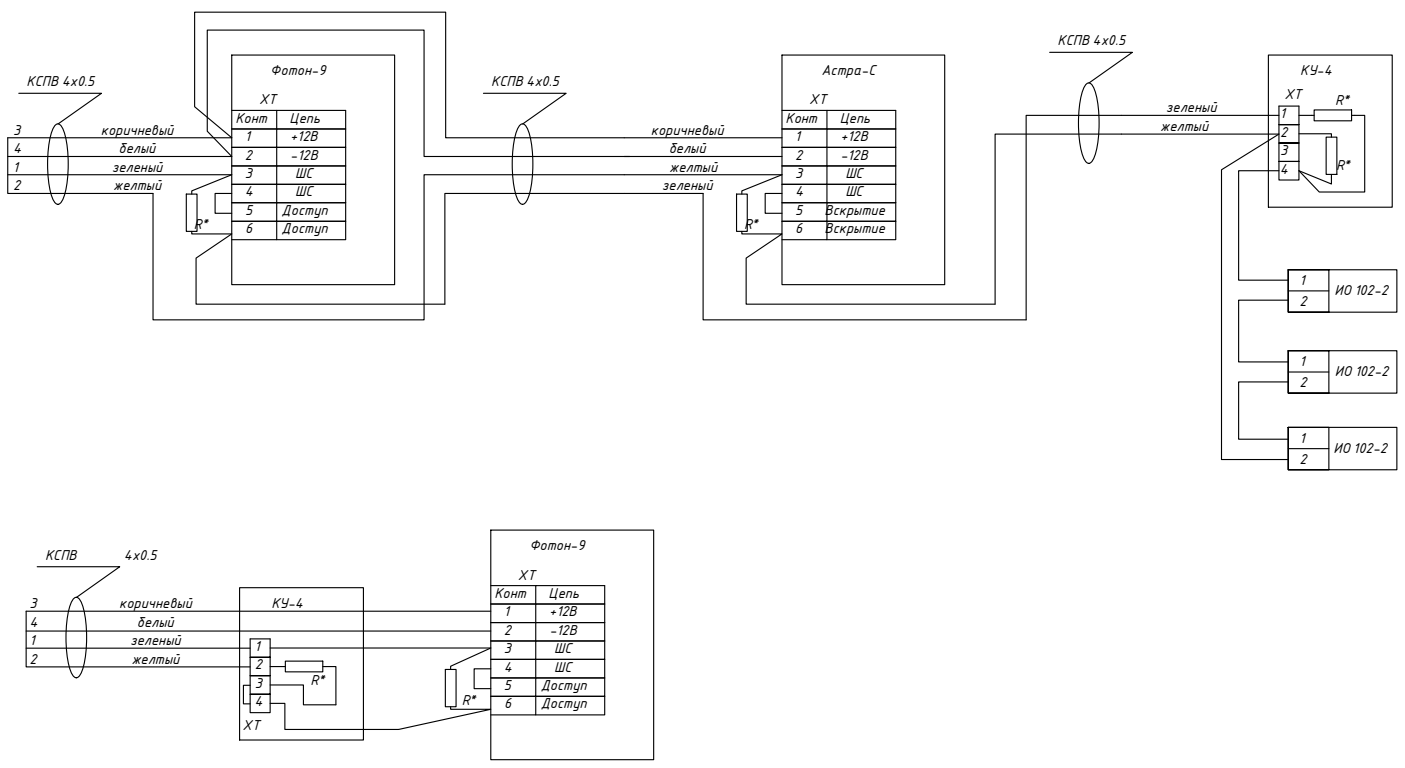 КСПВ 4х0.5
3 коричневый
4 белый
1 зеленый
2 желтый
Фотон-9
ХТ
Конт Цепь
1 +12В
2 -12В
3 ШС
4 ШС
5 Доступ
6 Доступ
R*
КСПВ 4х0.5
коричневый
белый
желтый
зеленый
Астра-С
ХТ
Конт Цепь
1 +12В
2 -12В
3 ШС
4 ШС
5 Вскрытие
6 Вскрытие
R*
КСПВ 4х0.5
зеленый
желтый
КУ-4
ХТ
R*
1
2
3
4
R*
1
2
ИО 102-2
1
2
ИО 102-2
1
2
ИО 102-2
КСПВ 4х0.5
3 коричневый
4 белый
1 зеленый
2 желтый
КУ-4
1
2
3
4
R*
ХТ
Фотон-9
ХТ
Конт Цепь
1 +12В
2 -12В
3 ШС
4 ШС
5 Доступ
6 Доступ
R*